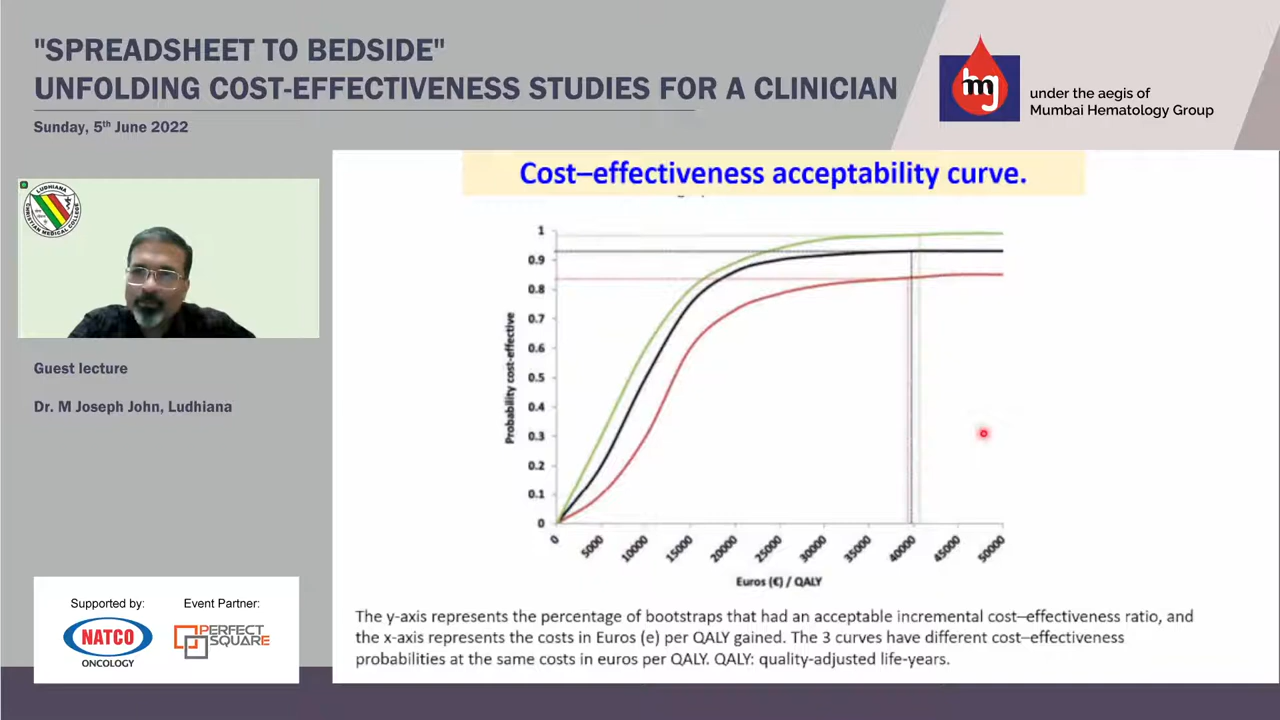 "SPREADSHEET TO BEDSIDE"
UNFOLDING COST-EFFECTIVENESS STUDIES FOR A CLINICIAN
Sunday, 5th June 2022
mg
under the aegis of
Mumbai Hematology Group
LUDHIANA
CHRISTIAN MEDICAL COLLEGE
Guest lecture
Dr. M Joseph John, Ludhiana
Supported by:
NATCO
ONCOLOGY
Event Partner:
PERFECT
SQUARE
Cost–effectiveness acceptability curve.
Probability cost-effective
1
0.9
0.8
0.7
0.6
0.5
0.4
0.3
0.2
0.1
0
0
5000
10000
15000
20000
25000
30000
35000
40000
45000
50000
Euros (€) / QALY
The y-axis represents the percentage of bootstraps that had an acceptable incremental cost–effectiveness ratio, and
the x-axis represents the costs in Euros (e) per QALY gained. The 3 curves have different cost–effectiveness
probabilities at the same costs in euros per QALY. QALY: quality-adjusted life-years.